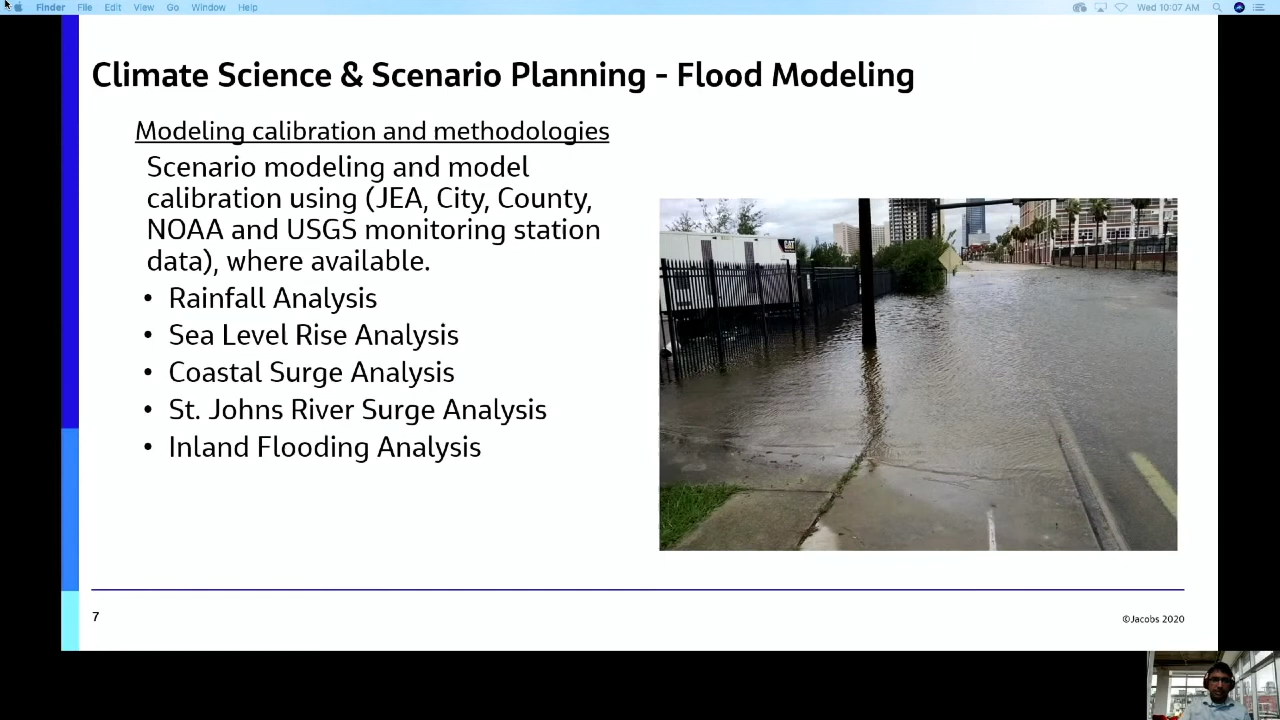 Finder File Edit View Go Window Help Wed 10:07 AM
Climate Science & Scenario Planning - Flood Modeling
Modeling calibration and methodologies
Scenario modeling and model
calibration using (JEA, City, County,
NOAA and USGS monitoring station
data), where available.
• Rainfall Analysis
• Sea Level Rise Analysis
• Coastal Surge Analysis
• St. Johns River Surge Analysis
• Inland Flooding Analysis
CAT
7
©Jacobs 2020